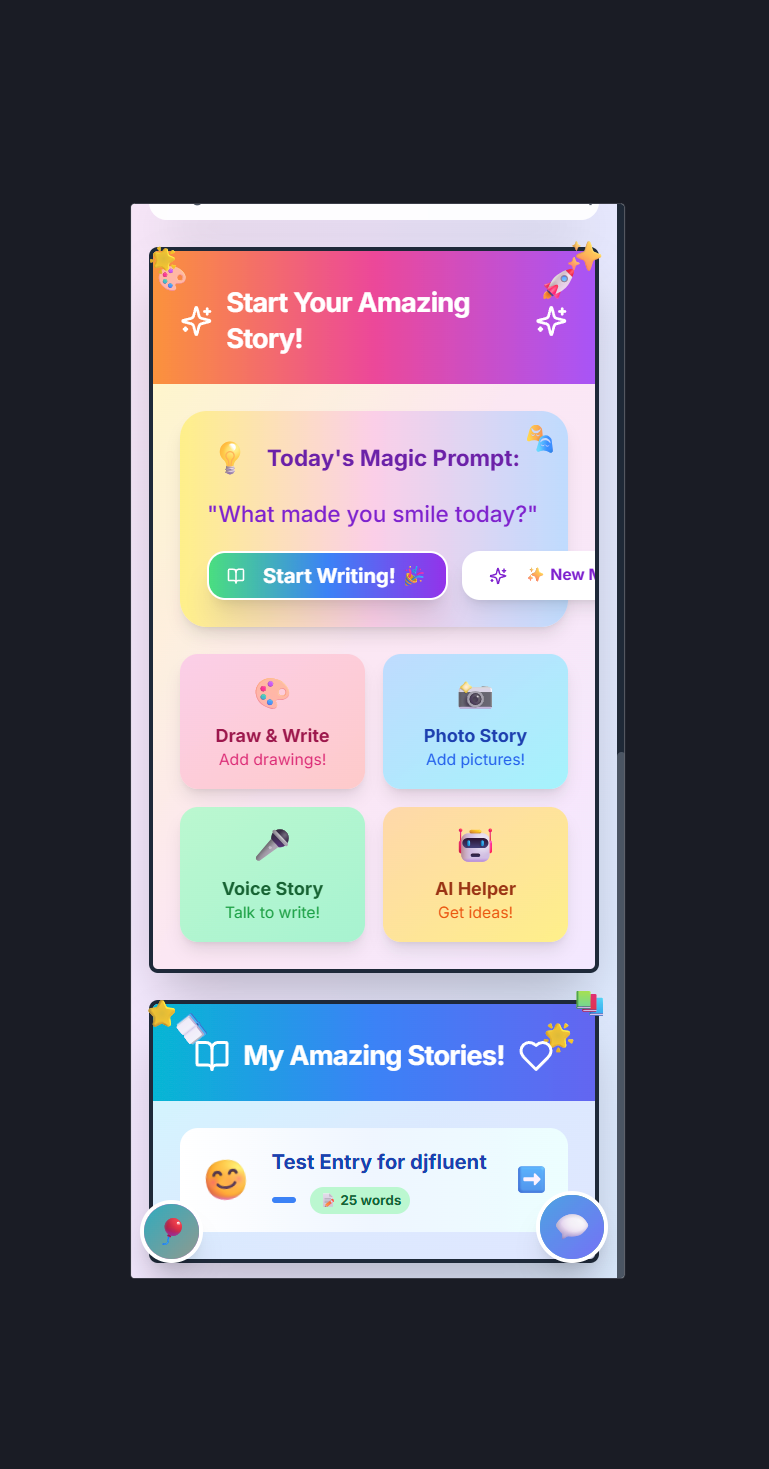 Start Your Amazing
Story!
Today's Magic Prompt:
"What made you smile today?"
Start Writing!
New
Draw & Write
Add drawings!
Photo Story
Add pictures!
Voice Story
Talk to write!
AI Helper
Get ideas!
My Amazing Stories!
Test Entry for djfluent
25 words